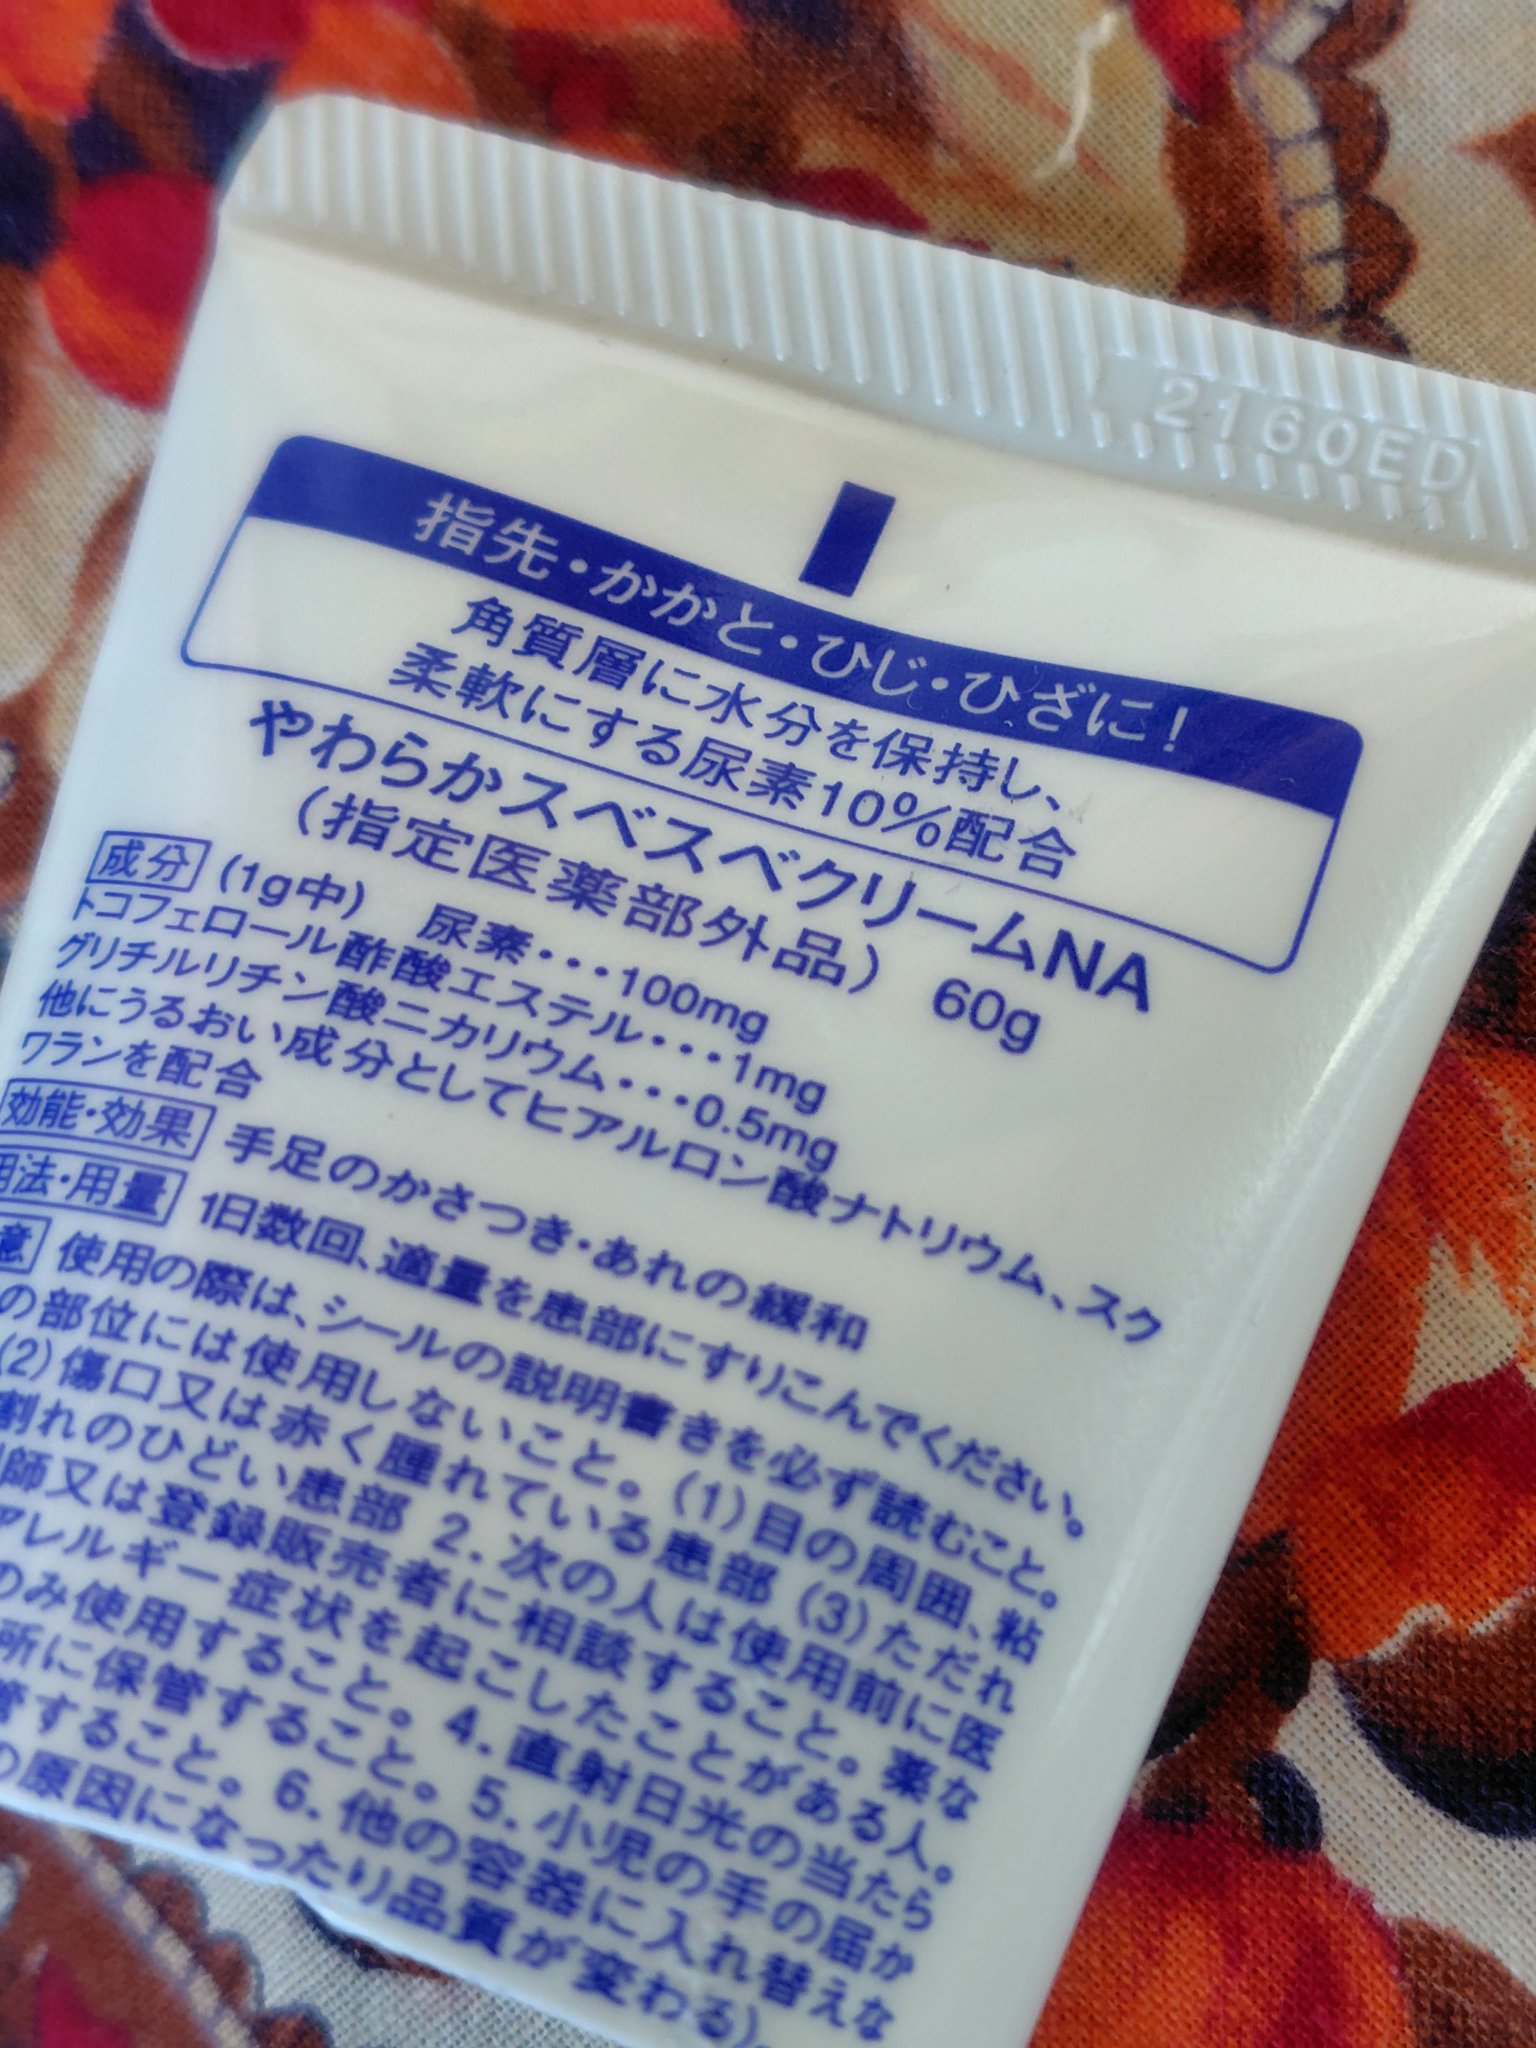 2160ED
指先・かかと・ひじ・ひざに!
角質層に水分を保持し、
柔軟にする尿素10%配合
やわらかスベスベクリームNA
(指定医薬部外品) 60g
成分 (1g中) 尿素・・・100mg
トコフェロール酢酸エステル・・・1mg
グリチルリチン酸ニカリウム・・・0.5mg
他にうるおい成分としてヒアルロン酸ナトリウム、スク
ワランを配合
効能・効果 手足のかさつき・あれの緩和
用法・用量 1日数回、適量を患部にすりこんでください。
意 使用の際は、シールの説明書きを必ず読むこと。
の部位には使用しないこと。(1)目の周囲、粘
(2)傷口又は赤く腫れている患部 (3)ただれ
割れのひどい患部 2. 次の人は使用前に医
師又は登録販売者に相談すること。薬な
アレルギー症状を起こしたことがある人。
のみ使用すること。4. 直射日光の当たら
所に保管すること。5. 小児の手の届か
管すること。6. 他の容器に入れ替えな
の原因になったり品質が変わる)